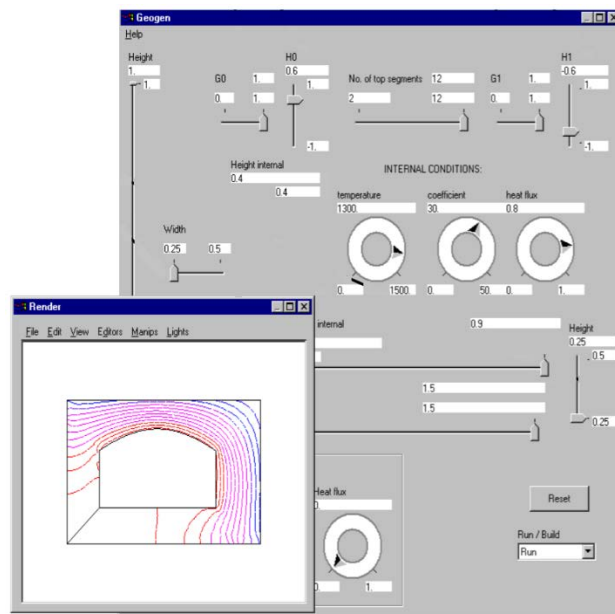 Geogen
Help
Height
1.
1.
G0
1.
0.
1.
H0
0.6
1.
-1.
No. of top segments
12
2
12
G1
1.
0.
1.
H1
-0.6
1.
-1.
Height internal
0.4
0.4
INTERNAL CONDITIONS:
temperature
1300.
0.
1500.
coefficient
30.
0.
50.
heat flux
0.8
0.
1.
Width
0.25
0.5
internal
0.9
Height
0.25
0.5
0.25
1.5
1.5
Heat flux
0.
0.
1.
Reset
Run / Build
Run
Render
File Edit View Editors Manips Lights